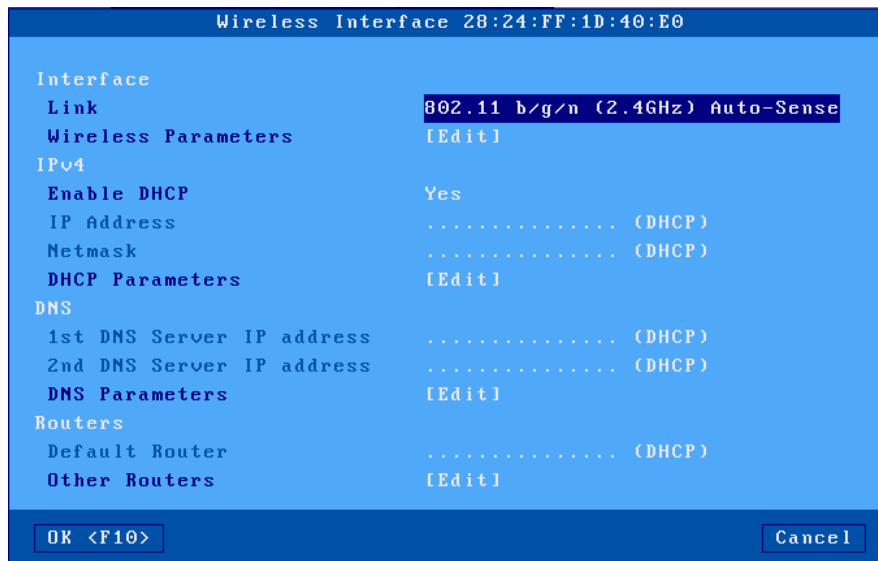 Wireless Interface 28:24:FF:1D:40:E0
Interface
Link 802.11 b/g/n (2.4GHz) Auto-Sense
Wireless Parameters [Edit]
IPv4
Enable DHCP Yes
IP Address ............... (DHCP)
Netmask ............... (DHCP)
DHCP Parameters [Edit]
DNS
1st DNS Server IP address ............... (DHCP)
2nd DNS Server IP address ............... (DHCP)
DNS Parameters [Edit]
Routers
Default Router ............... (DHCP)
Other Routers [Edit]
OK <F10> Cancel